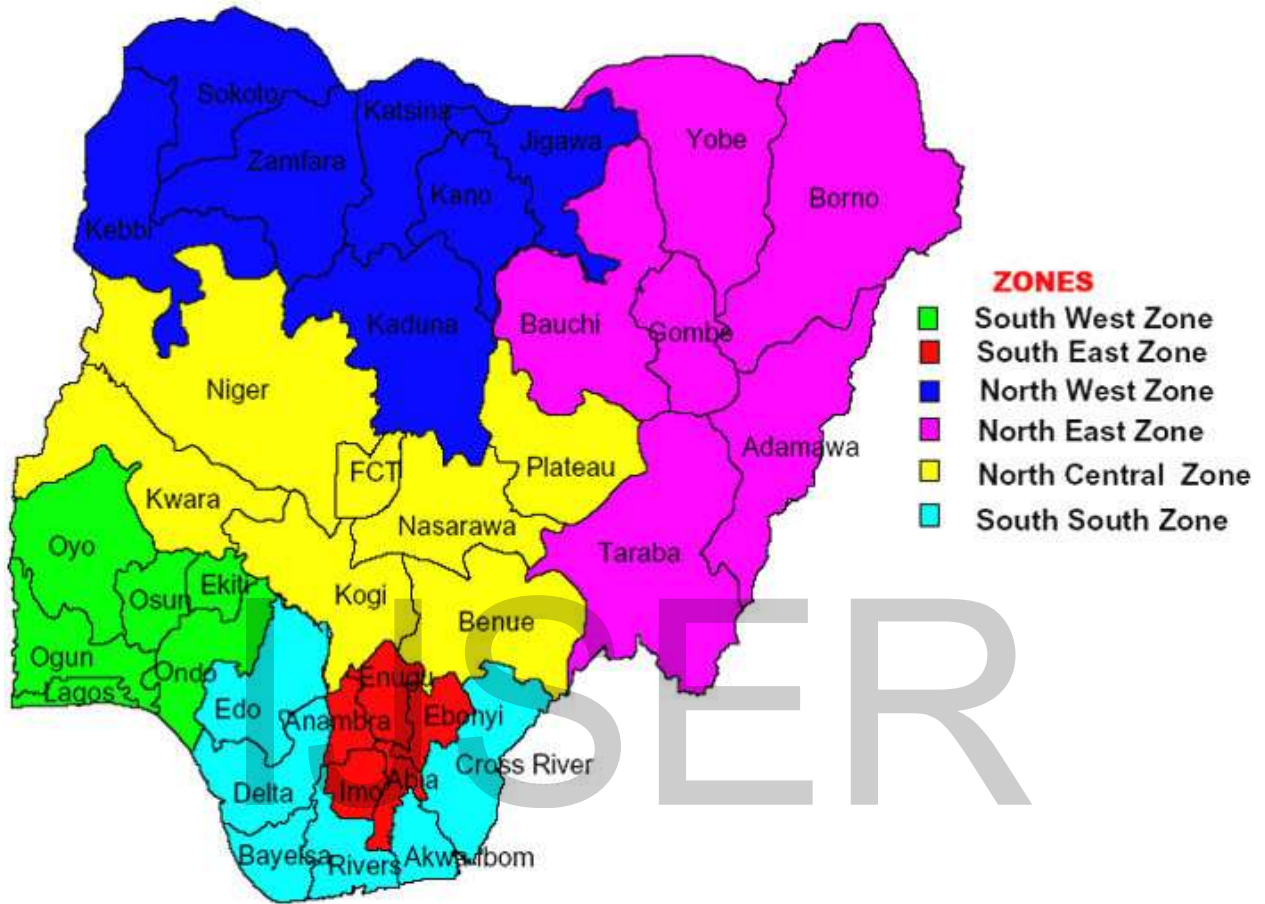 Sokoto
Katsina
Jigawa
Yobe
Zamfara
Kano
Borno
Kebbi
Kaduna
Bauchi
Gombe
Niger
Adamawa
FCT
Plateau
Kwara
Nasarawa
Oyo
Taraba
Osun
Ekiti
Kogi
Benue
Ogun
Ondo
Lagos
Enugu
Edo
Anambra
Ebonyi
Cross River
Delta
Imo
Abia
Bayelsa
Rivers
Akwa-Ibom
ZONES
South West Zone
South East Zone
North West Zone
North East Zone
North Central Zone
South South Zone
IJSER